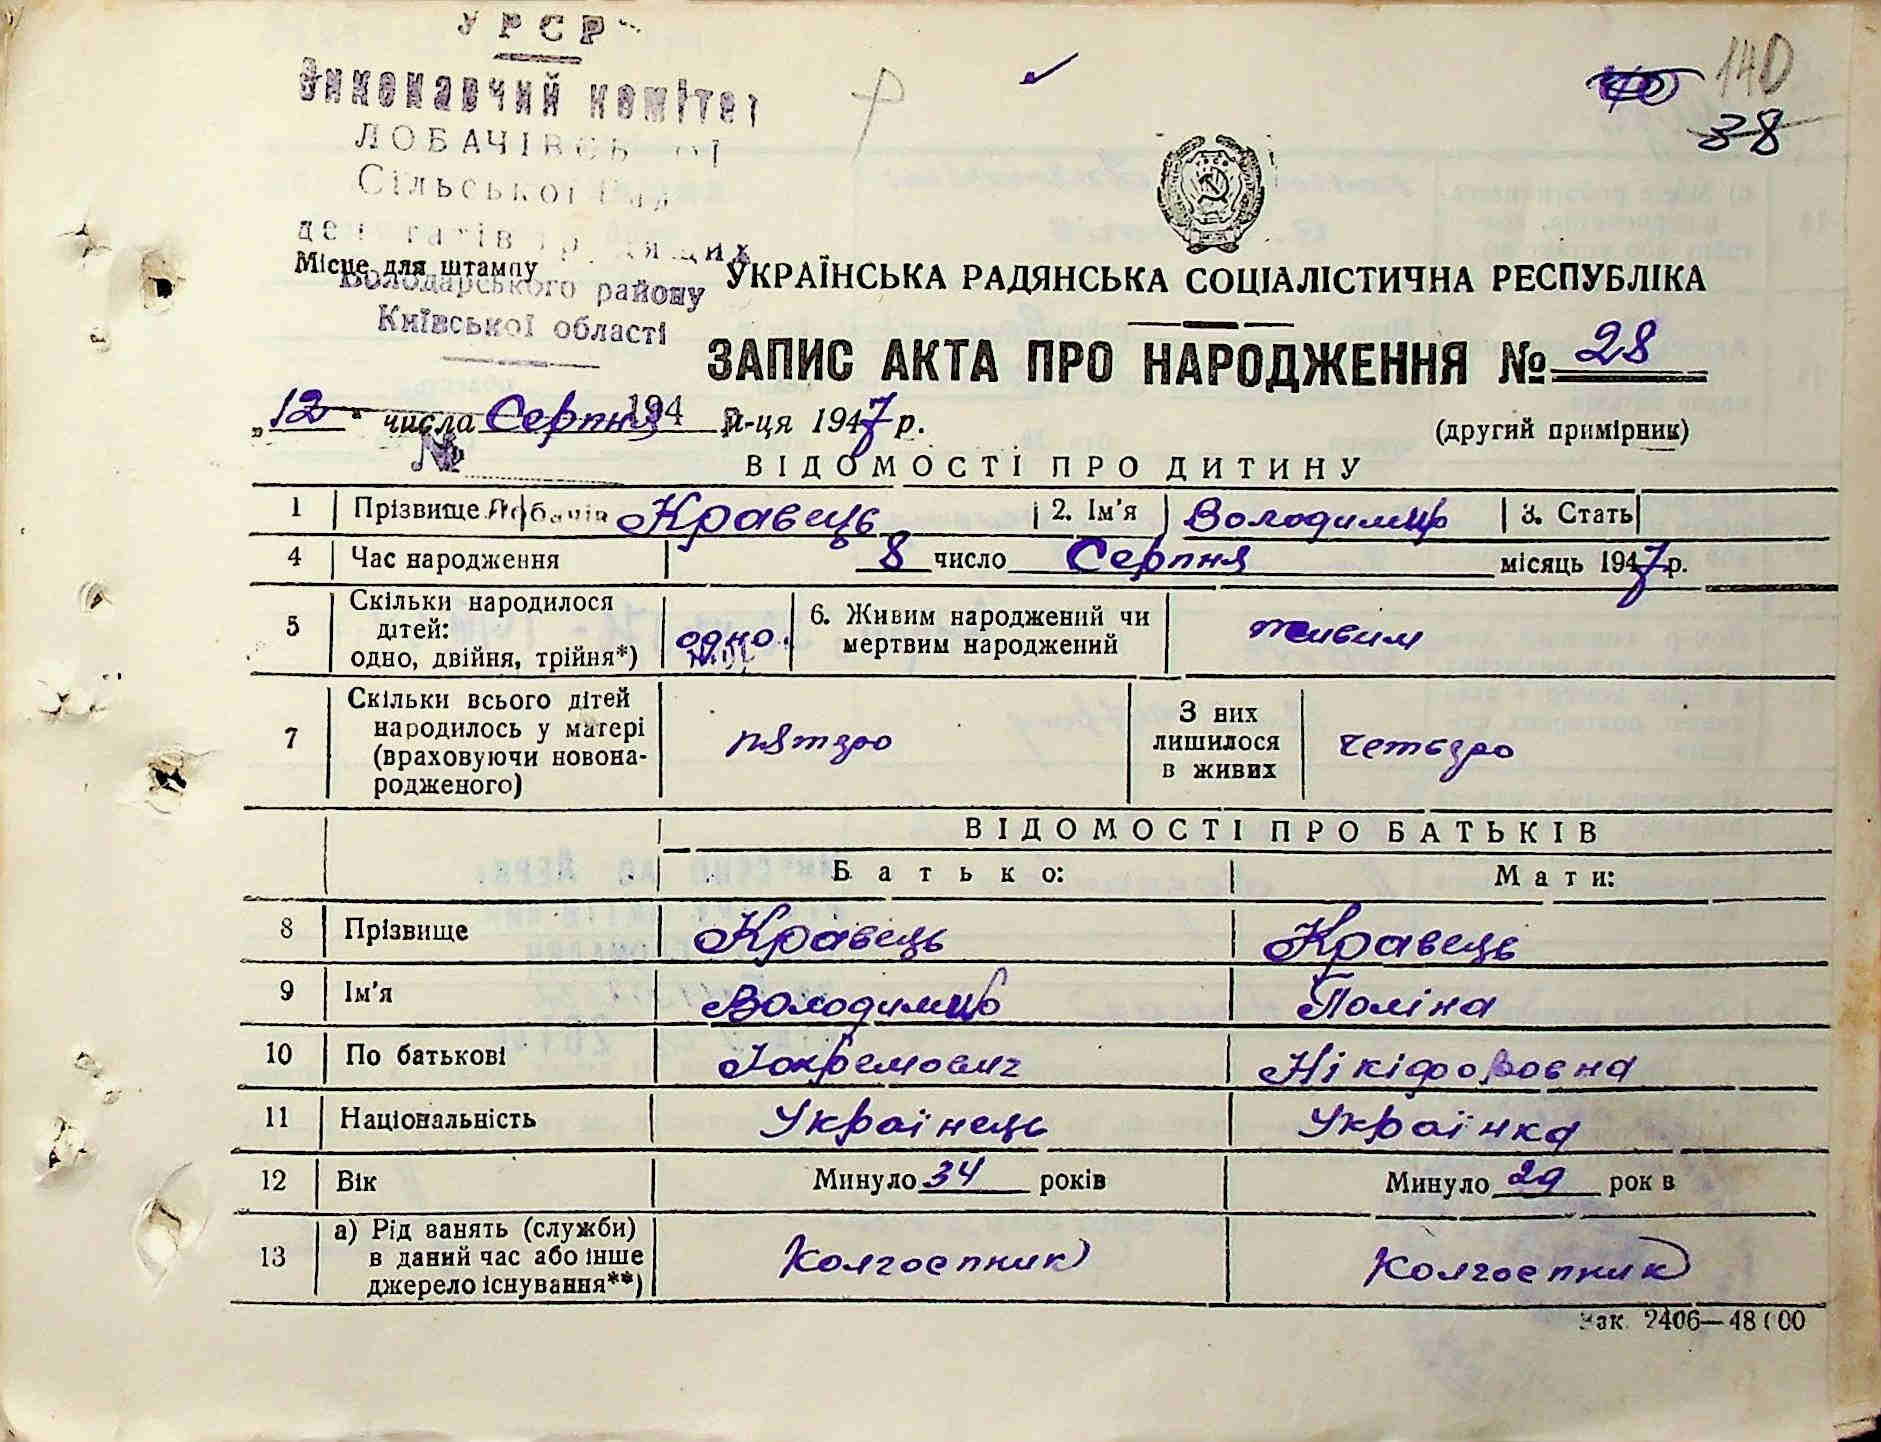 УРСР
Виконавчий комітет
ЛОБАЧІВСЬКОЇ
Сільської Ради
депутатів трудящих
Володарського району
Київської області
140
38
Місце для штампу
УКРАЇНСЬКА РАДЯНСЬКА СОЦІАЛІСТИЧНА РЕСПУБЛІКА
ЗАПИС АКТА ПРО НАРОДЖЕННЯ № 28
„12“ числа Серпня 194 м-ця 1947 р.
№
(другий примірник)
ВІДОМОСТІ ПРО ДИТИНУ
1 Прізвище Кравець 2. Ім'я Володимир 3. Стать
4 Час народження 8 число Серпня місяць 1947 р.
5 Скільки народилося дітей: одно, двійня, трійня*) одно. 6. Живим народжений чи мертвим народжений живим
7 Скільки всього дітей народилось у матері (враховуючи новонародженого) пятеро З них лишилося в живих четверо
ВІДОМОСТІ ПРО БАТЬКІВ
Батько: Мати:
8 Прізвище Кравець Кравець
9 Ім'я Володимир Поліна
10 По батькові Нікіфоровна
11 Національність Українець Українка
12 Вік Минуло 34 років Минуло 29 рок в
13 а) Рід занять (служби) в даний час або інше джерело існування**) Колгоспник Колгоспник
Зак. 2406—48000